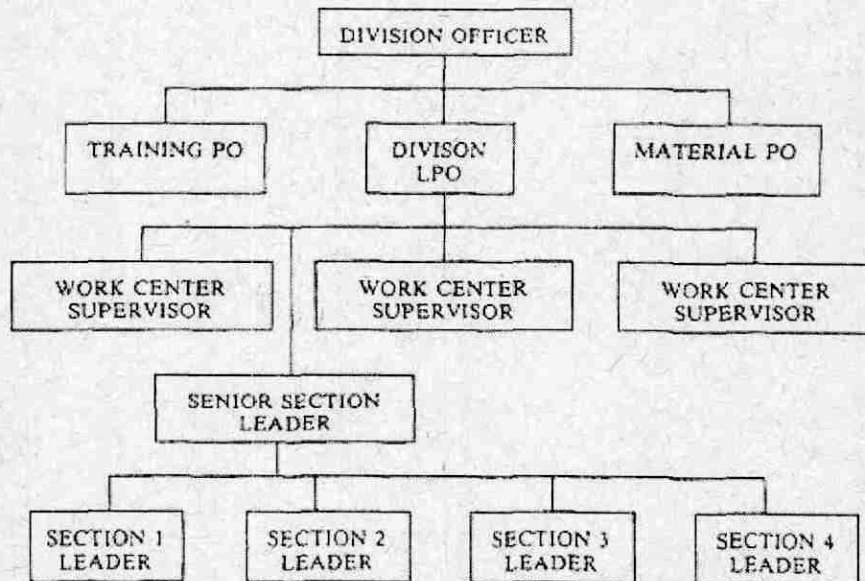 DIVISION OFFICER
TRAINING PO
DIVISON
LPO
MATERIAL PO
WORK CENTER
SUPERVISOR
WORK CENTER
SUPERVISOR
WORK CENTER
SUPERVISOR
SENIOR SECTION
LEADER
SECTION 1
LEADER
SECTION 2
LEADER
SECTION 3
LEADER
SECTION 4
LEADER